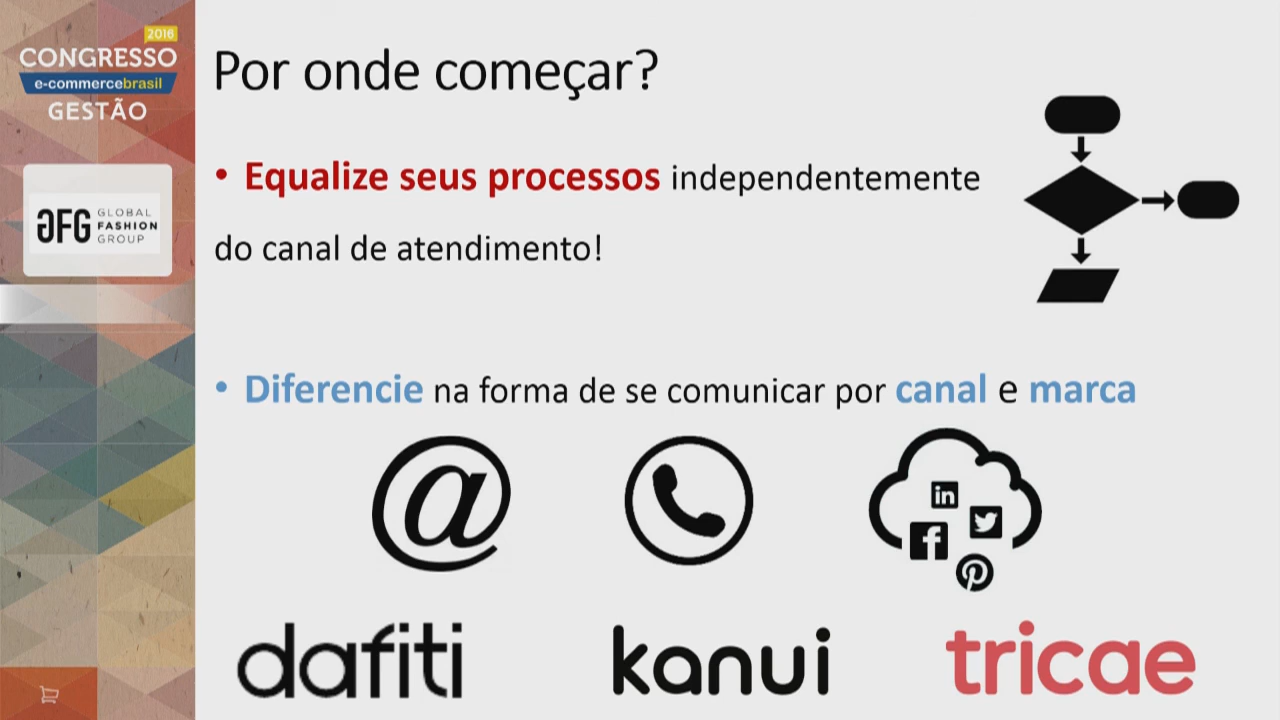 2016
CONGRESSO
e-commercebrasil
GESTÃO
GFG GLOBAL
FASHION
GROUP
Por onde começar?
• Equalize seus processos independentemente
do canal de atendimento!
• Diferencie na forma de se comunicar por canal e marca
@
in
f
dafiti
kanui
tricae